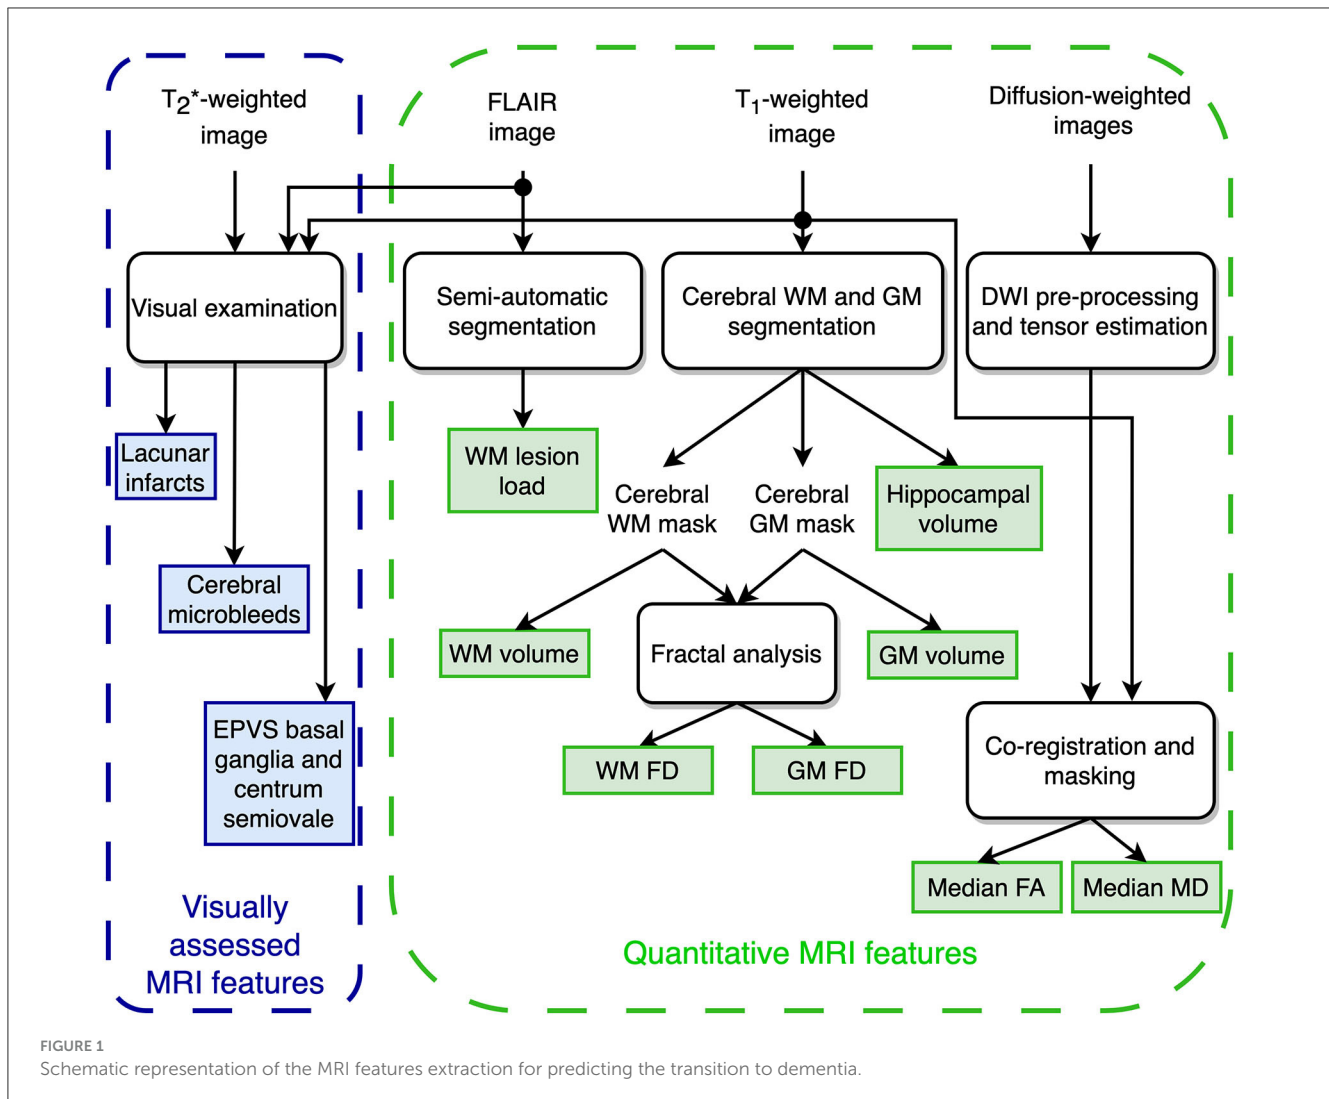 T2*-weighted
image
FLAIR
image
T1-weighted
image
Diffusion-weighted
images
Visual examination
Semi-automatic
segmentation
Cerebral WM and GM
segmentation
DWI pre-processing
and tensor estimation
Lacunar
infarcts
WM lesion
load
Cerebral
WM mask
Cerebral
GM mask
Hippocampal
volume
Cerebral
microbleeds
WM volume
Fractal analysis
GM volume
EPVS basal
ganglia and
centrum
semiovale
WM FD
GM FD
Co-registration and
masking
Median FA
Median MD
Visually
assessed
MRI features
Quantitative MRI features
FIGURE 1
Schematic representation of the MRI features extraction for predicting the transition to dementia.